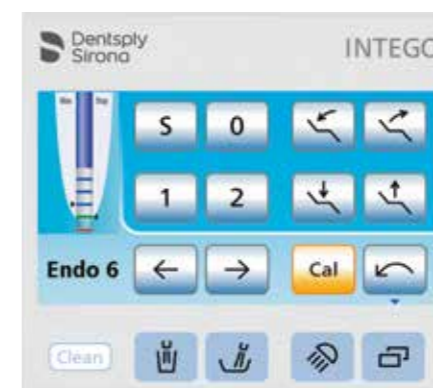 Dentsply
Sirona
INTEGO
S 0
1 2
Endo 6 Cal
Clean